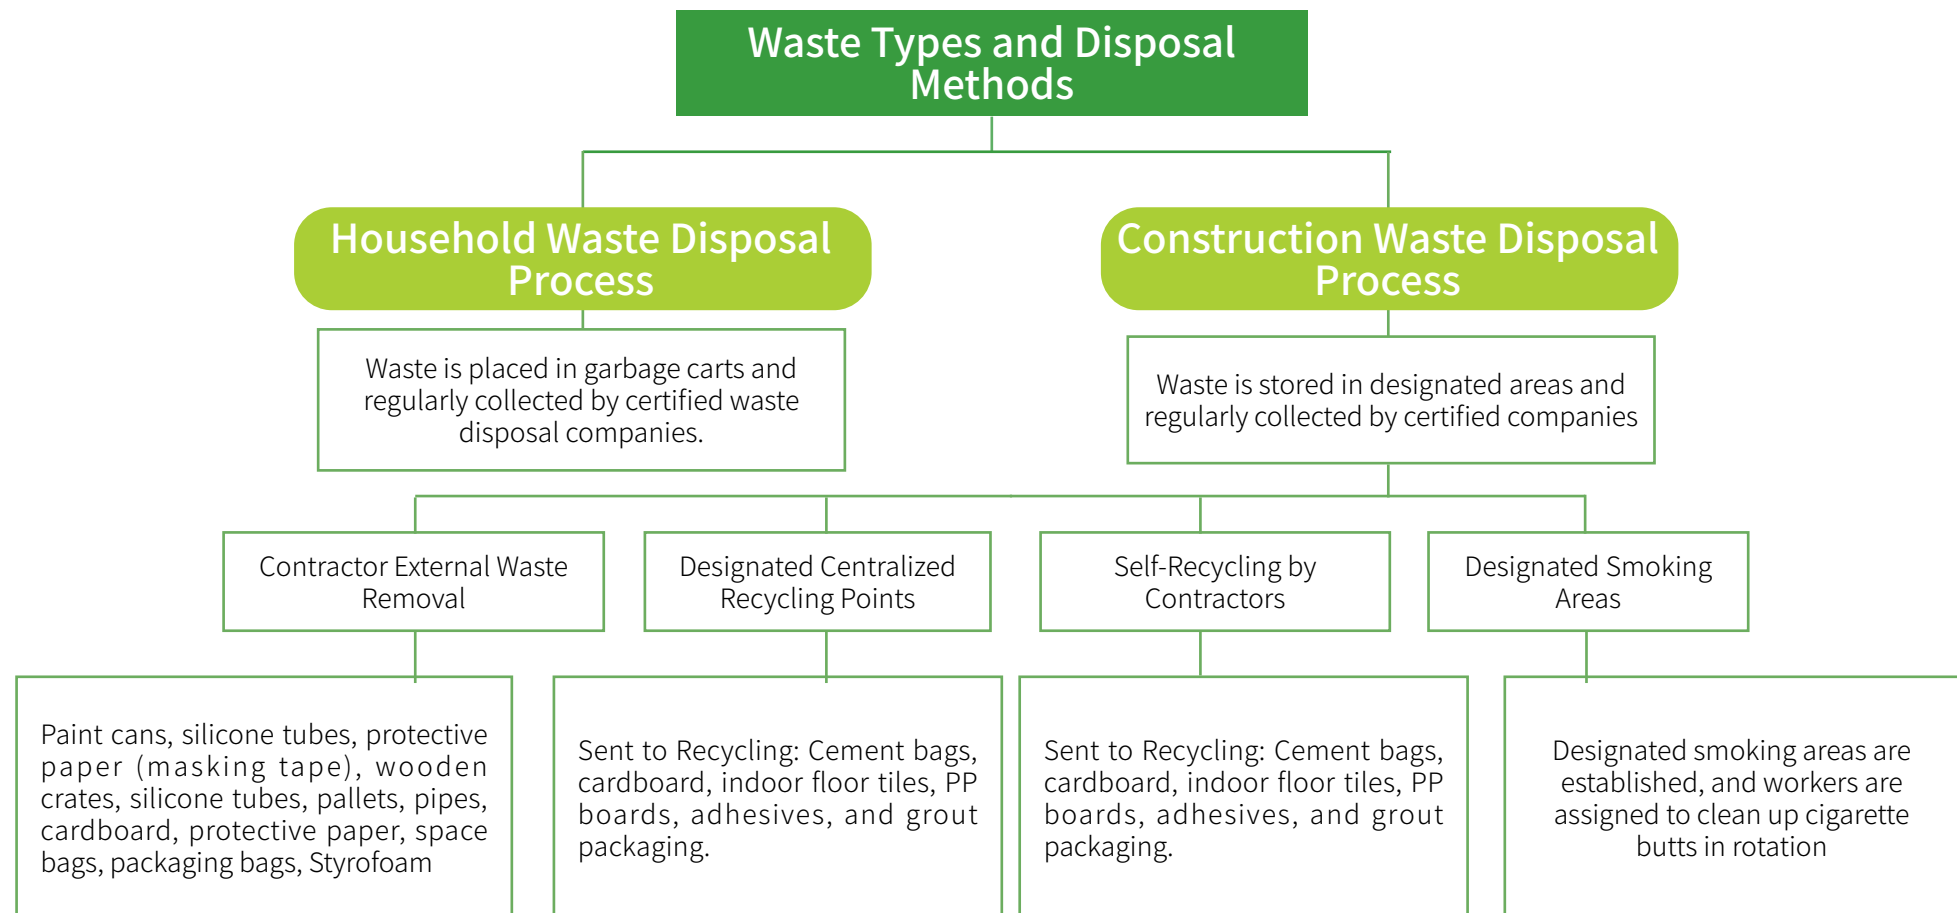 Waste Types and Disposal
Methods
Household Waste Disposal
Process
Construction Waste Disposal
Process
Waste is placed in garbage carts and
regularly collected by certified waste
disposal companies.
Waste is stored in designated areas and
regularly collected by certified companies
Contractor External Waste
Removal
Designated Centralized
Recycling Points
Self-Recycling by
Contractors
Designated Smoking
Areas
Paint cans, silicone tubes, protective
paper (masking tape), wooden
crates, silicone tubes, pallets, pipes,
cardboard, protective paper, space
bags, packaging bags, Styrofoam
Sent to Recycling: Cement bags,
cardboard, indoor floor tiles, PP
boards, adhesives, and grout
packaging.
Sent to Recycling: Cement bags,
cardboard, indoor floor tiles, PP
boards, adhesives, and grout
packaging.
Designated smoking areas are
established, and workers are
assigned to clean up cigarette
butts in rotation